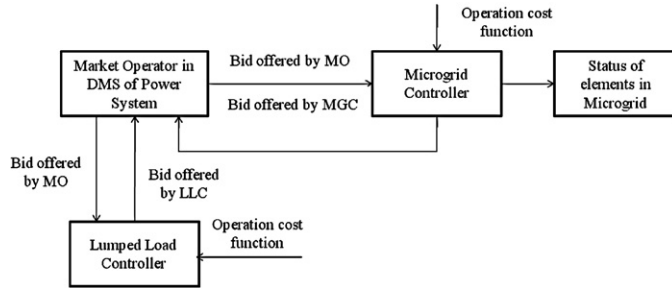 Operation cost
function
Market Operator in
DMS of Power
System
Bid offered by MO
Bid offered by MGC
Microgrid
Controller
Status of
elements in
Microgrid
Bid offered
by MO
Bid offered
by LLC
Lumped Load
Controller
Operation cost
function